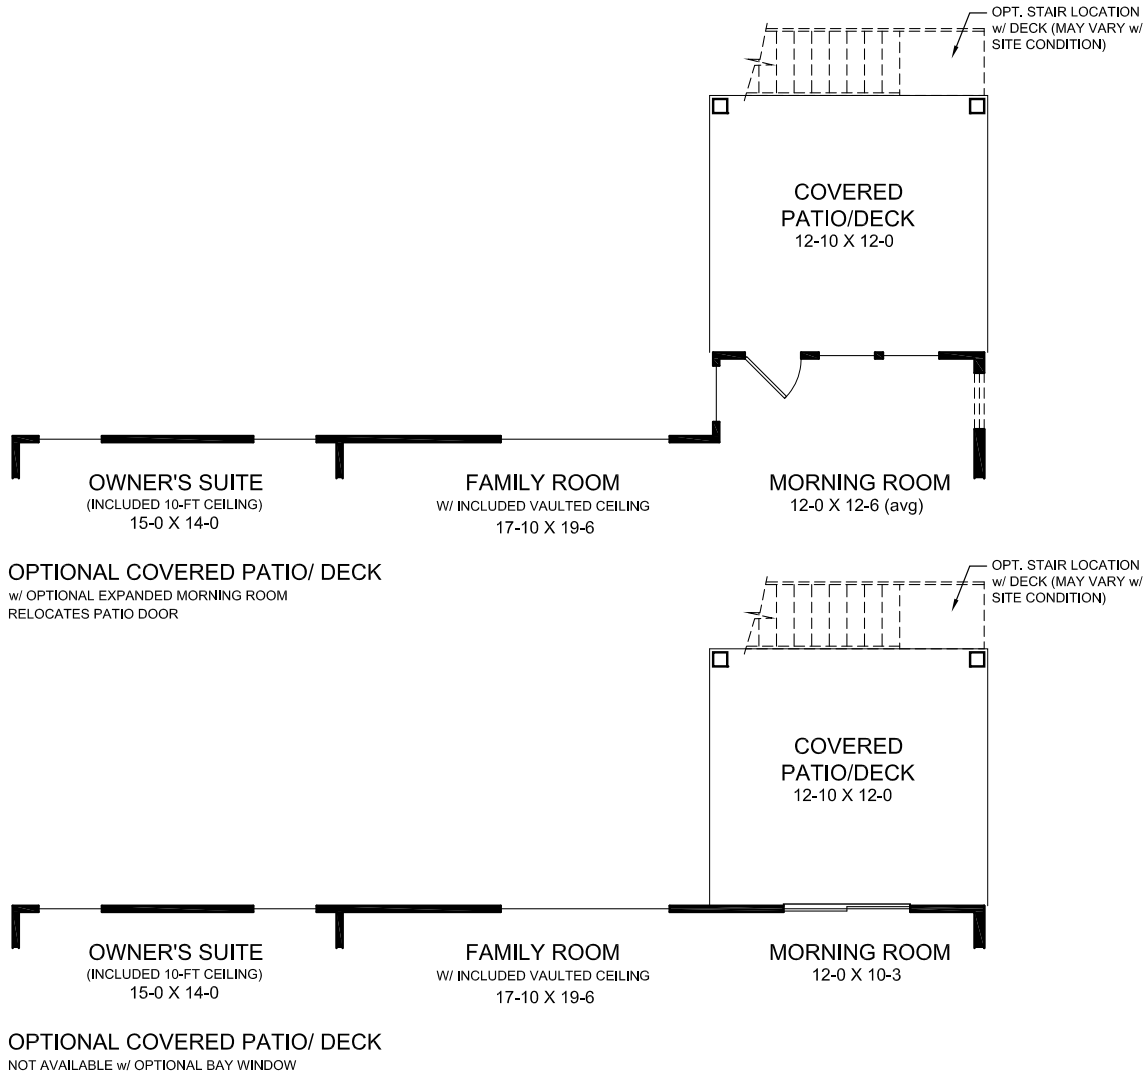 OPT. STAIR LOCATION
w/ DECK (MAY VARY w/
SITE CONDITION)
COVERED
PATIO/DECK
12-10 X 12-0
OWNER'S SUITE
(INCLUDED 10-FT CEILING)
15-0 X 14-0
FAMILY ROOM
W/ INCLUDED VAULTED CEILING
17-10 X 19-6
MORNING ROOM
12-0 X 12-6 (avg)
OPTIONAL COVERED PATIO/ DECK
w/ OPTIONAL EXPANDED MORNING ROOM
RELOCATES PATIO DOOR
OPT. STAIR LOCATION
w/ DECK (MAY VARY w/
SITE CONDITION)
COVERED
PATIO/DECK
12-10 X 12-0
OWNER'S SUITE
(INCLUDED 10-FT CEILING)
15-0 X 14-0
FAMILY ROOM
W/ INCLUDED VAULTED CEILING
17-10 X 19-6
MORNING ROOM
12-0 X 10-3
OPTIONAL COVERED PATIO/ DECK
NOT AVAILABLE w/ OPTIONAL BAY WINDOW